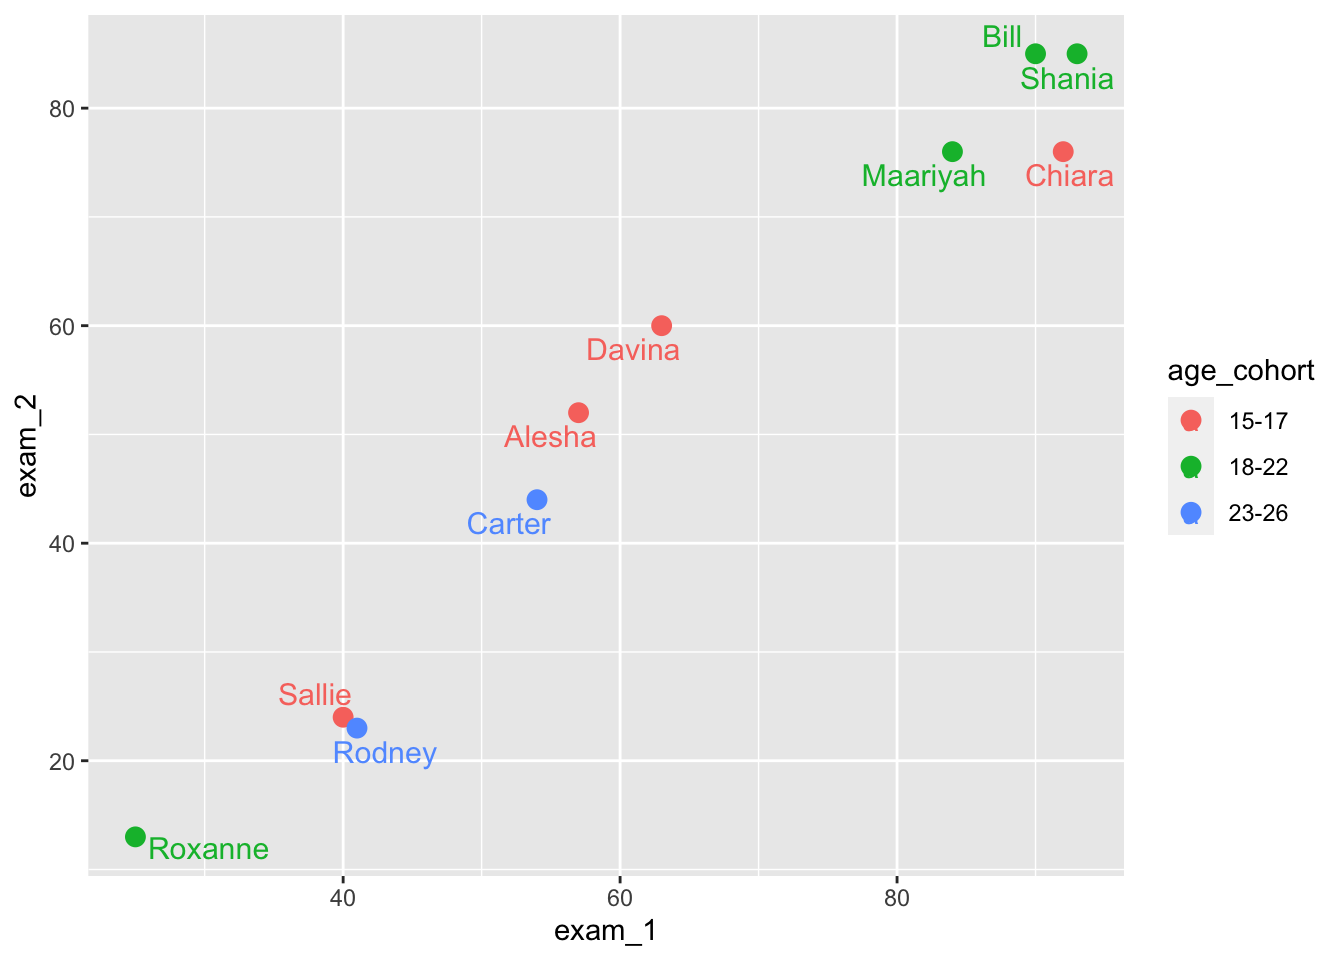 Bill
Shania
80
Maariyah
Chiara
60
Davina
Alesha
Carter
40
Sallie
Rodney
20
Roxanne
40
60
80
exam_1
exam_2
age_cohort
15-17
18-22
23-26